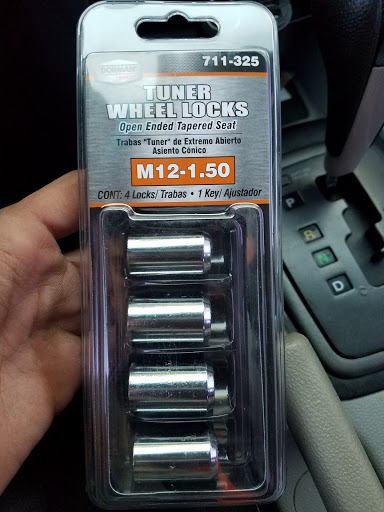 DORMAN
711-325
TUNER
WHEEL LOCKS
Open Ended Tapered Seat
Trabas "Tuner" de Extremo Abierto
Asiento Cónico
M12-1.50
CONT: 4 Locks/ Trabas • 1 Key/ Ajustador
P
R
N
D